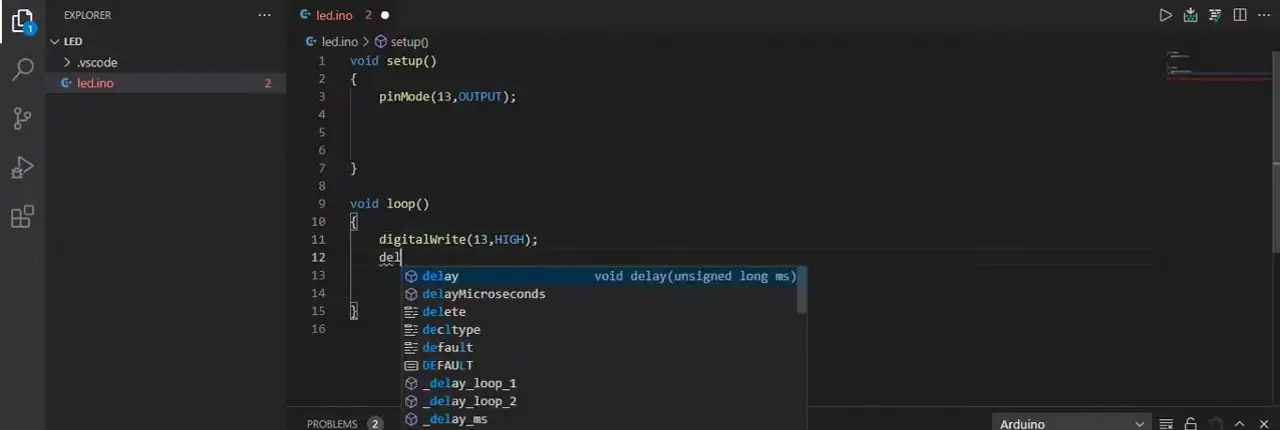 EXPLORER
LED
.vscode
led.ino 2
1
led.ino 2
led.ino > setup()
1 void setup()
2 {
3 pinMode(13,OUTPUT);
4
5
6
7 }
8
9 void loop()
10 {
11 digitalWrite(13,HIGH);
12 del
13
14
15 }
16
delay void delay(unsigned long ms)
delayMicroseconds
delete
decltype
default
DEFAULT
_delay_loop_1
_delay_loop_2
_delay_ms
PROBLEMS 2
Arduino